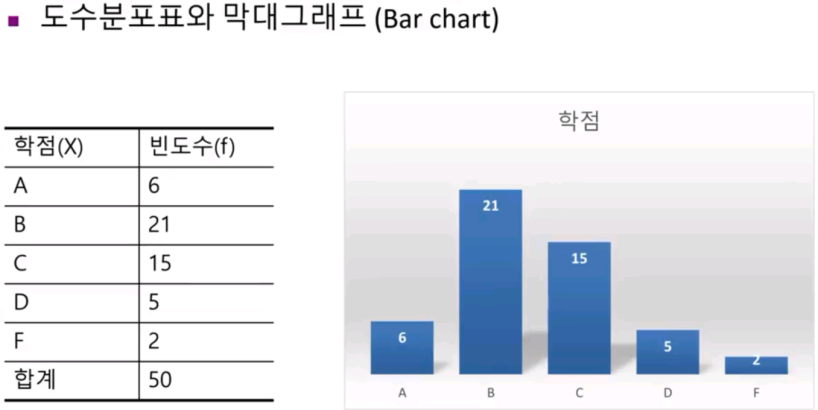 ▪ 도수분포표와 막대그래프 (Bar chart)
학점(X) 빈도수(f)
A 6
B 21
C 15
D 5
F 2
합계 50
학점
6 21 15 5 2
A B C D F